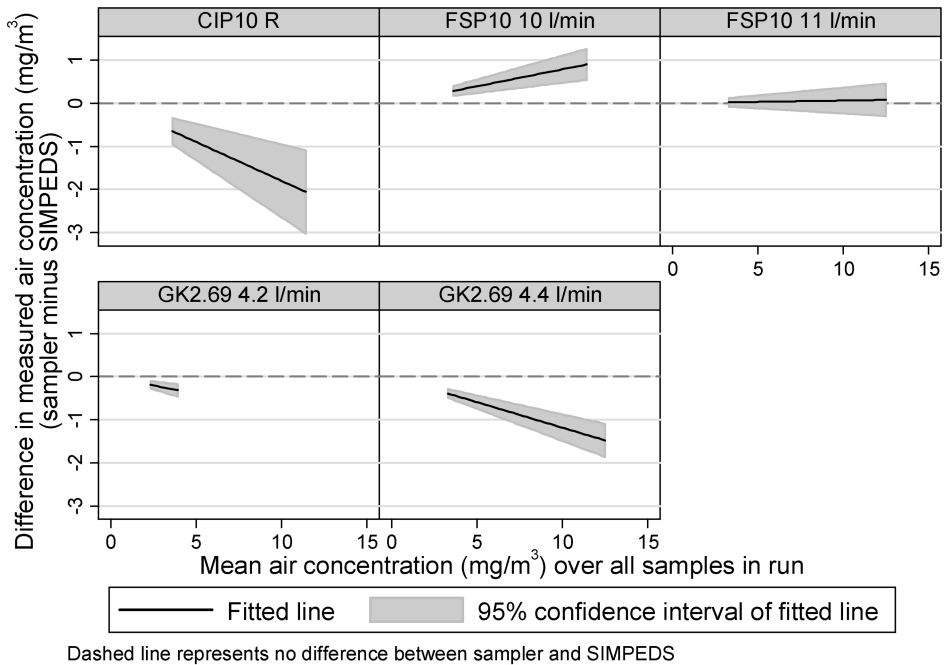 CIP10 R
FSP10 10 l/min
FSP10 11 l/min
1
0
-1
-2
-3
0
5
10
15
GK2.69 4.2 l/min
GK2.69 4.4 l/min
1
0
-1
-2
-3
0
5
10
15
0
5
10
15
Difference in measured air concentration (mg/m³)
(sampler minus SIMPEDS)
Mean air concentration (mg/m³) over all samples in run
Fitted line
95% confidence interval of fitted line
Dashed line represents no difference between sampler and SIMPEDS